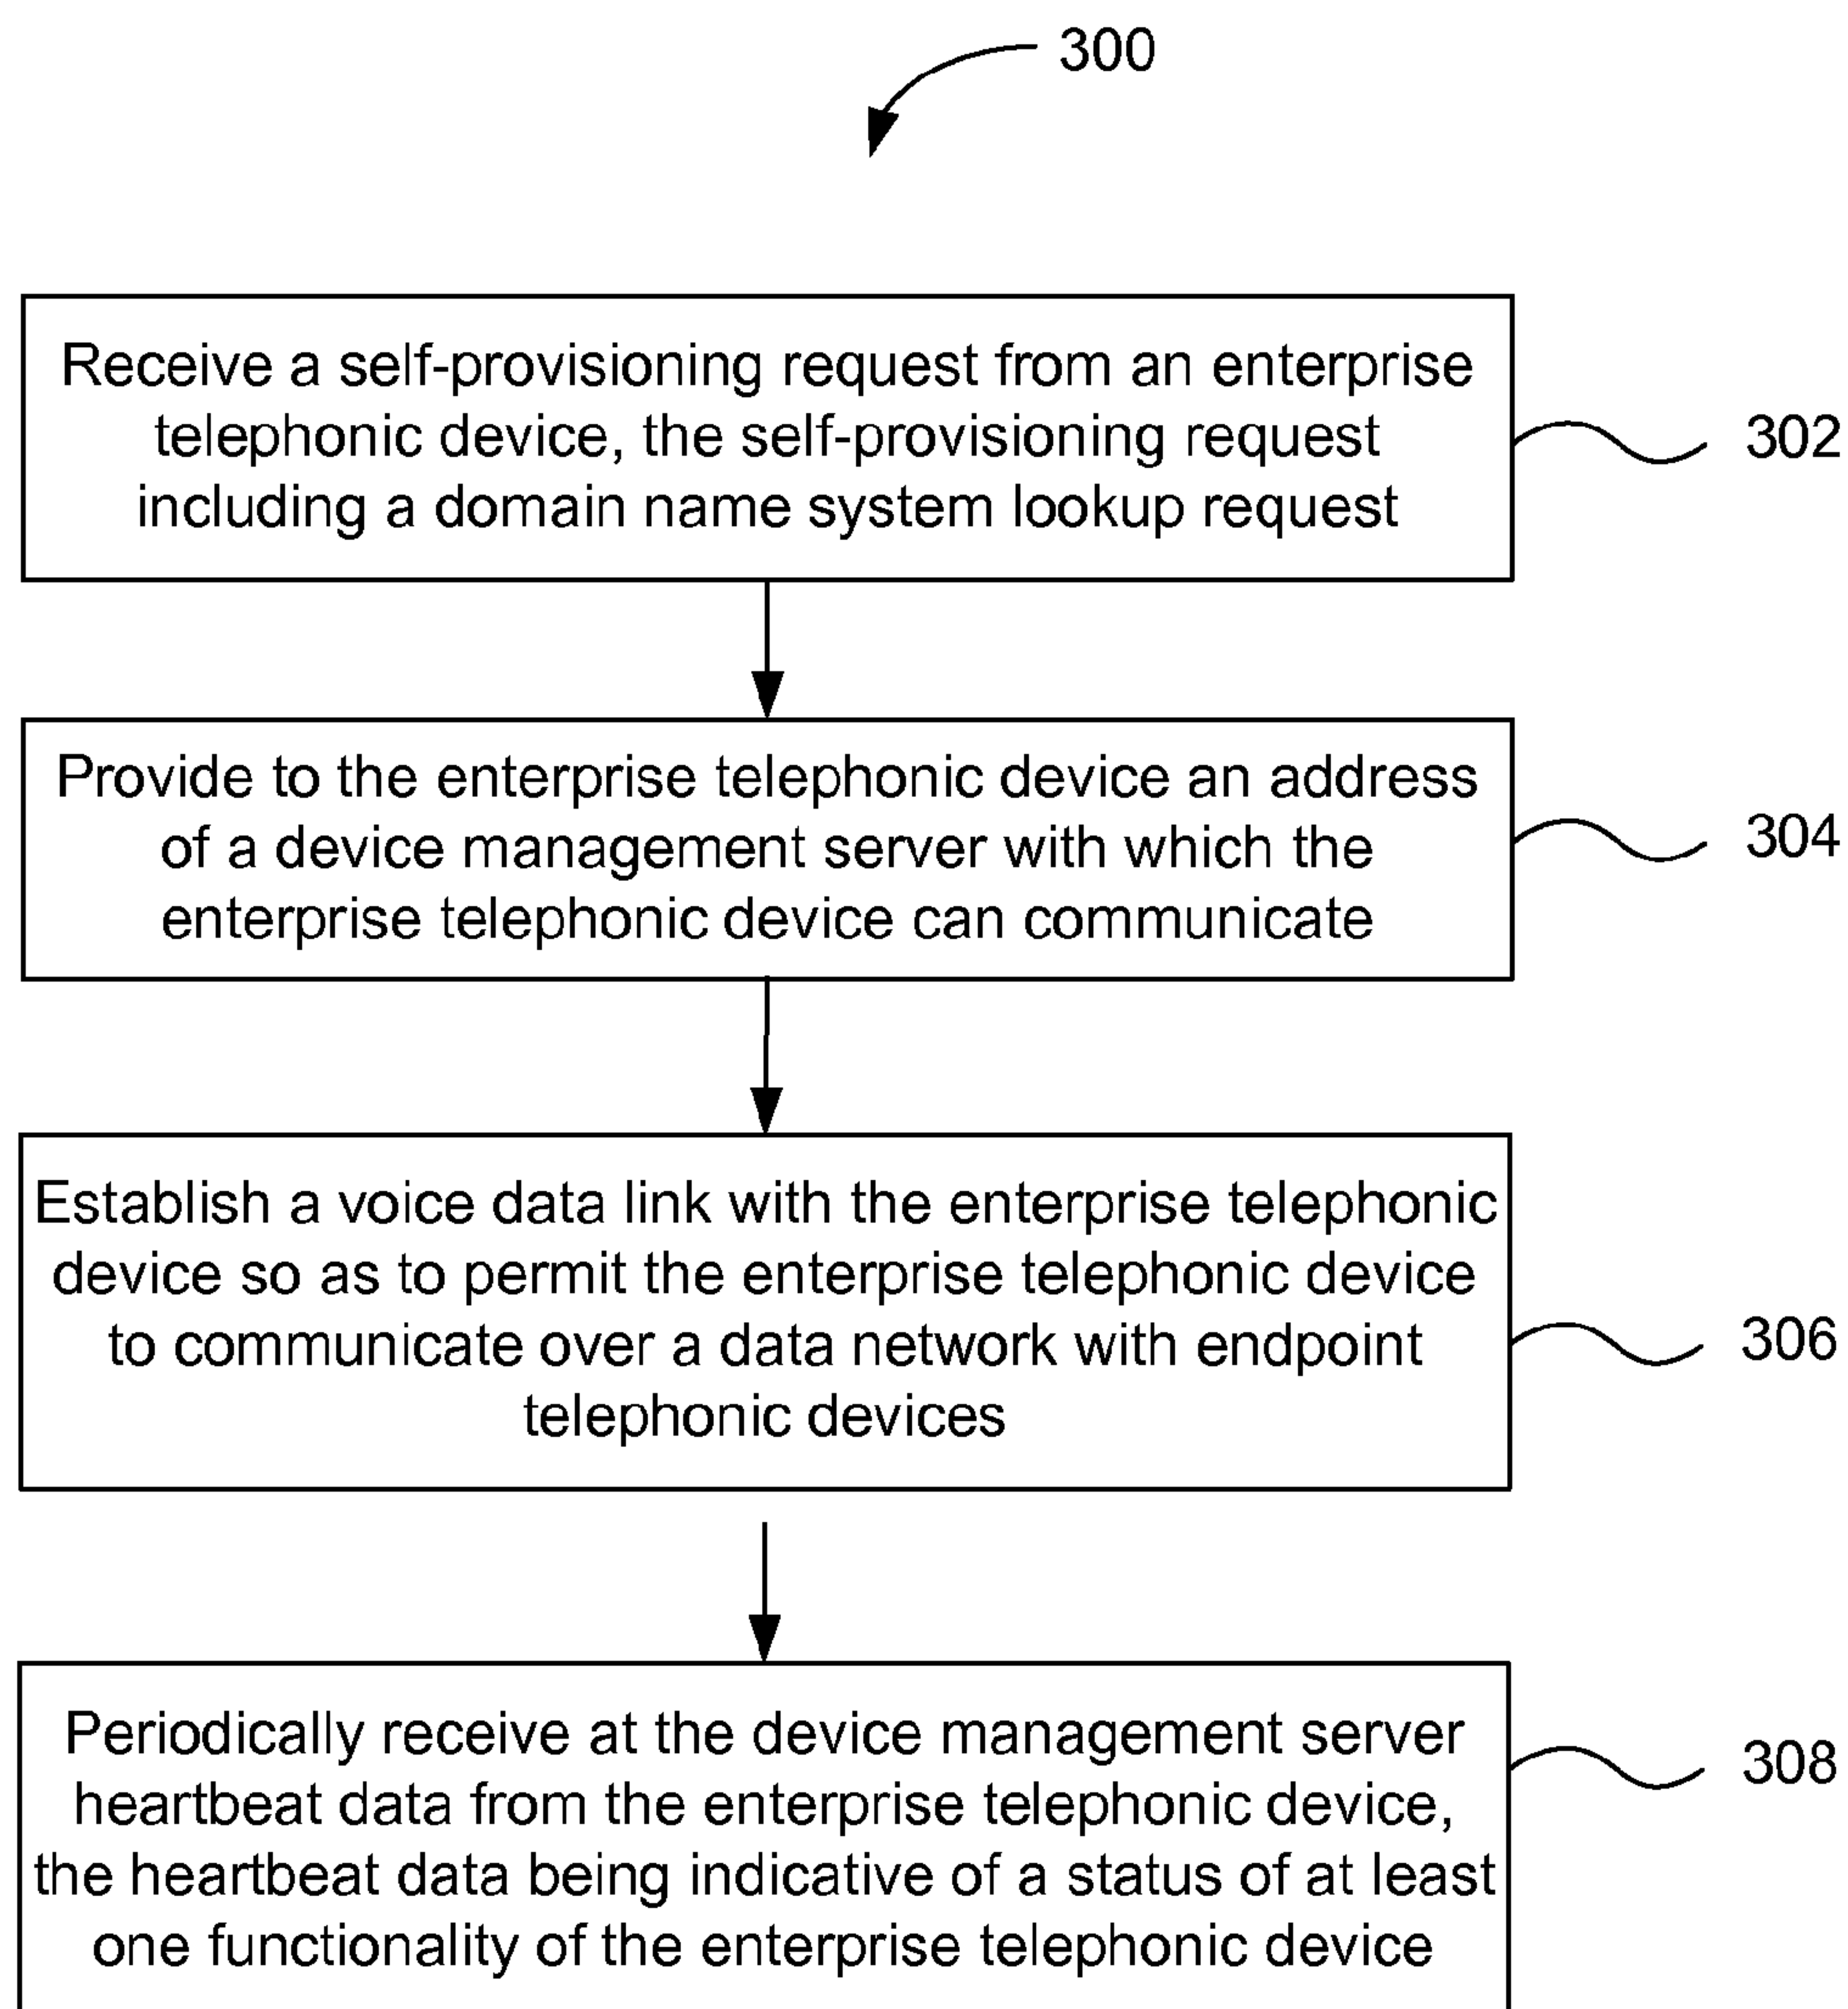 300
Receive a self-provisioning request from an enterprise
telephonic device, the self-provisioning request
including a domain name system lookup request
302
Provide to the enterprise telephonic device an address
of a device management server with which the
enterprise telephonic device can communicate
304
Establish a voice data link with the enterprise telephonic
device so as to permit the enterprise telephonic device
to communicate over a data network with endpoint
telephonic devices
306
Periodically receive at the device management server
heartbeat data from the enterprise telephonic device,
the heartbeat data being indicative of a status of at least
one functionality of the enterprise telephonic device
308